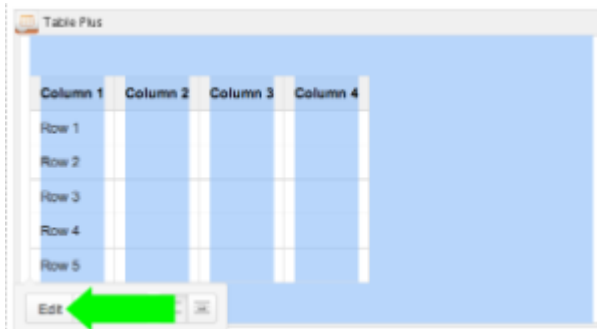 Table Plus
Column 1 Column 2 Column 3 Column 4
Row 1
Row 2
Row 3
Row 4
Row 5
Edit